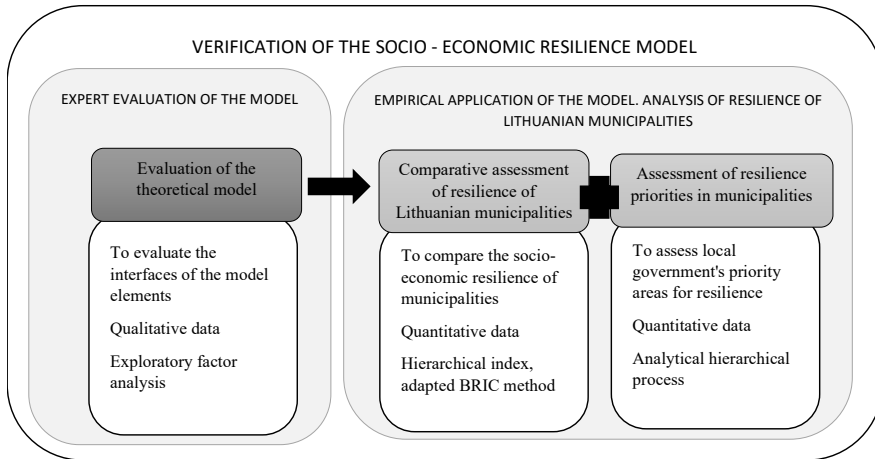 VERIFICATION OF THE SOCIO - ECONOMIC RESILIENCE MODEL
EXPERT EVALUATION OF THE MODEL
Evaluation of the
theoretical model
To evaluate the
interfaces of the model
elements
Qualitative data
Exploratory factor
analysis
EMPIRICAL APPLICATION OF THE MODEL. ANALYSIS OF RESILIENCE OF
LITHUANIAN MUNICIPALITIES
Comparative assessment
of resilience of
Lithuanian municipalities
To compare the socio-
economic resilience of
municipalities
Quantitative data
Hierarchical index,
adapted BRIC method
Assessment of resilience
priorities in municipalities
To assess local
government's priority
areas for resilience
Quantitative data
Analytical hierarchical
process